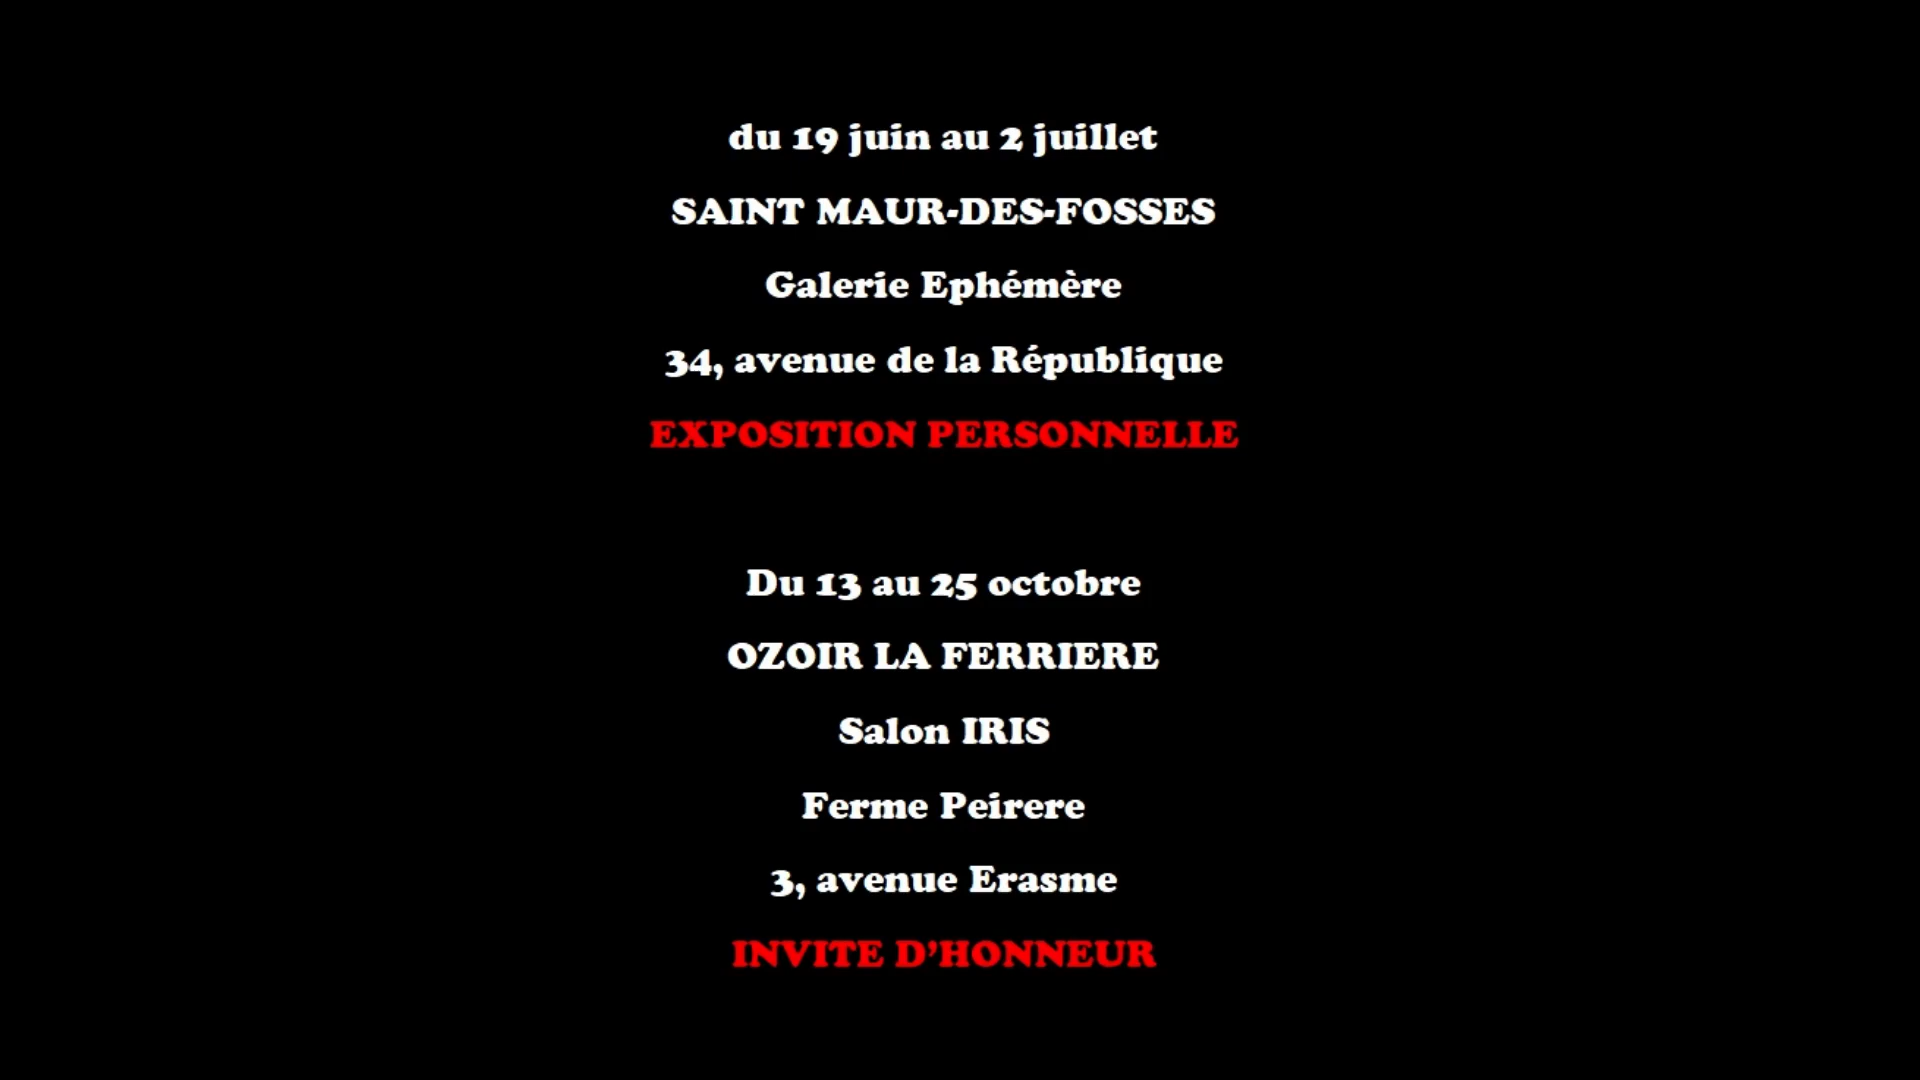 du 19 juin au 2 juillet
SAINT MAUR-DES-FOSSES
Galerie Ephémère
34, avenue de la République
EXPOSITION PERSONNELLE
Du 13 au 25 octobre
OZOIR LA FERRIERE
Salon IRIS
Ferme Peirere
3, avenue Erasme
INVITE D’HONNEUR